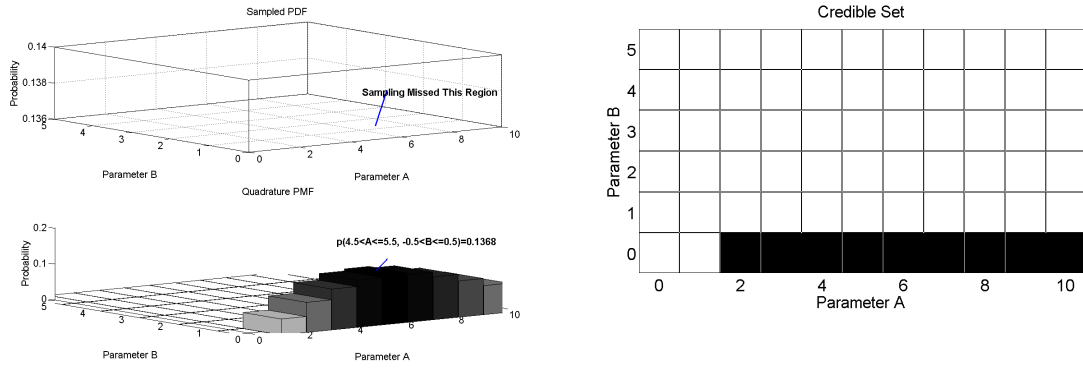 Sampled PDF
0.14
0.138
0.136
Probability
Sampling Missed This Region
5 4 3 2 1 0
0 2 4 6 8 10
Parameter B
Parameter A
Quadrature PMF
p(4.5<A<=5.5, -0.5<B<=0.5)=0.1368
0.2
0.1
0
Probability
5 4 3 2 1 0
0 2 4 6 8 10
Parameter B
Parameter A
Credible Set
5
4
3
2
1
0
Parameter B
0 2 4 6 8 10
Parameter A